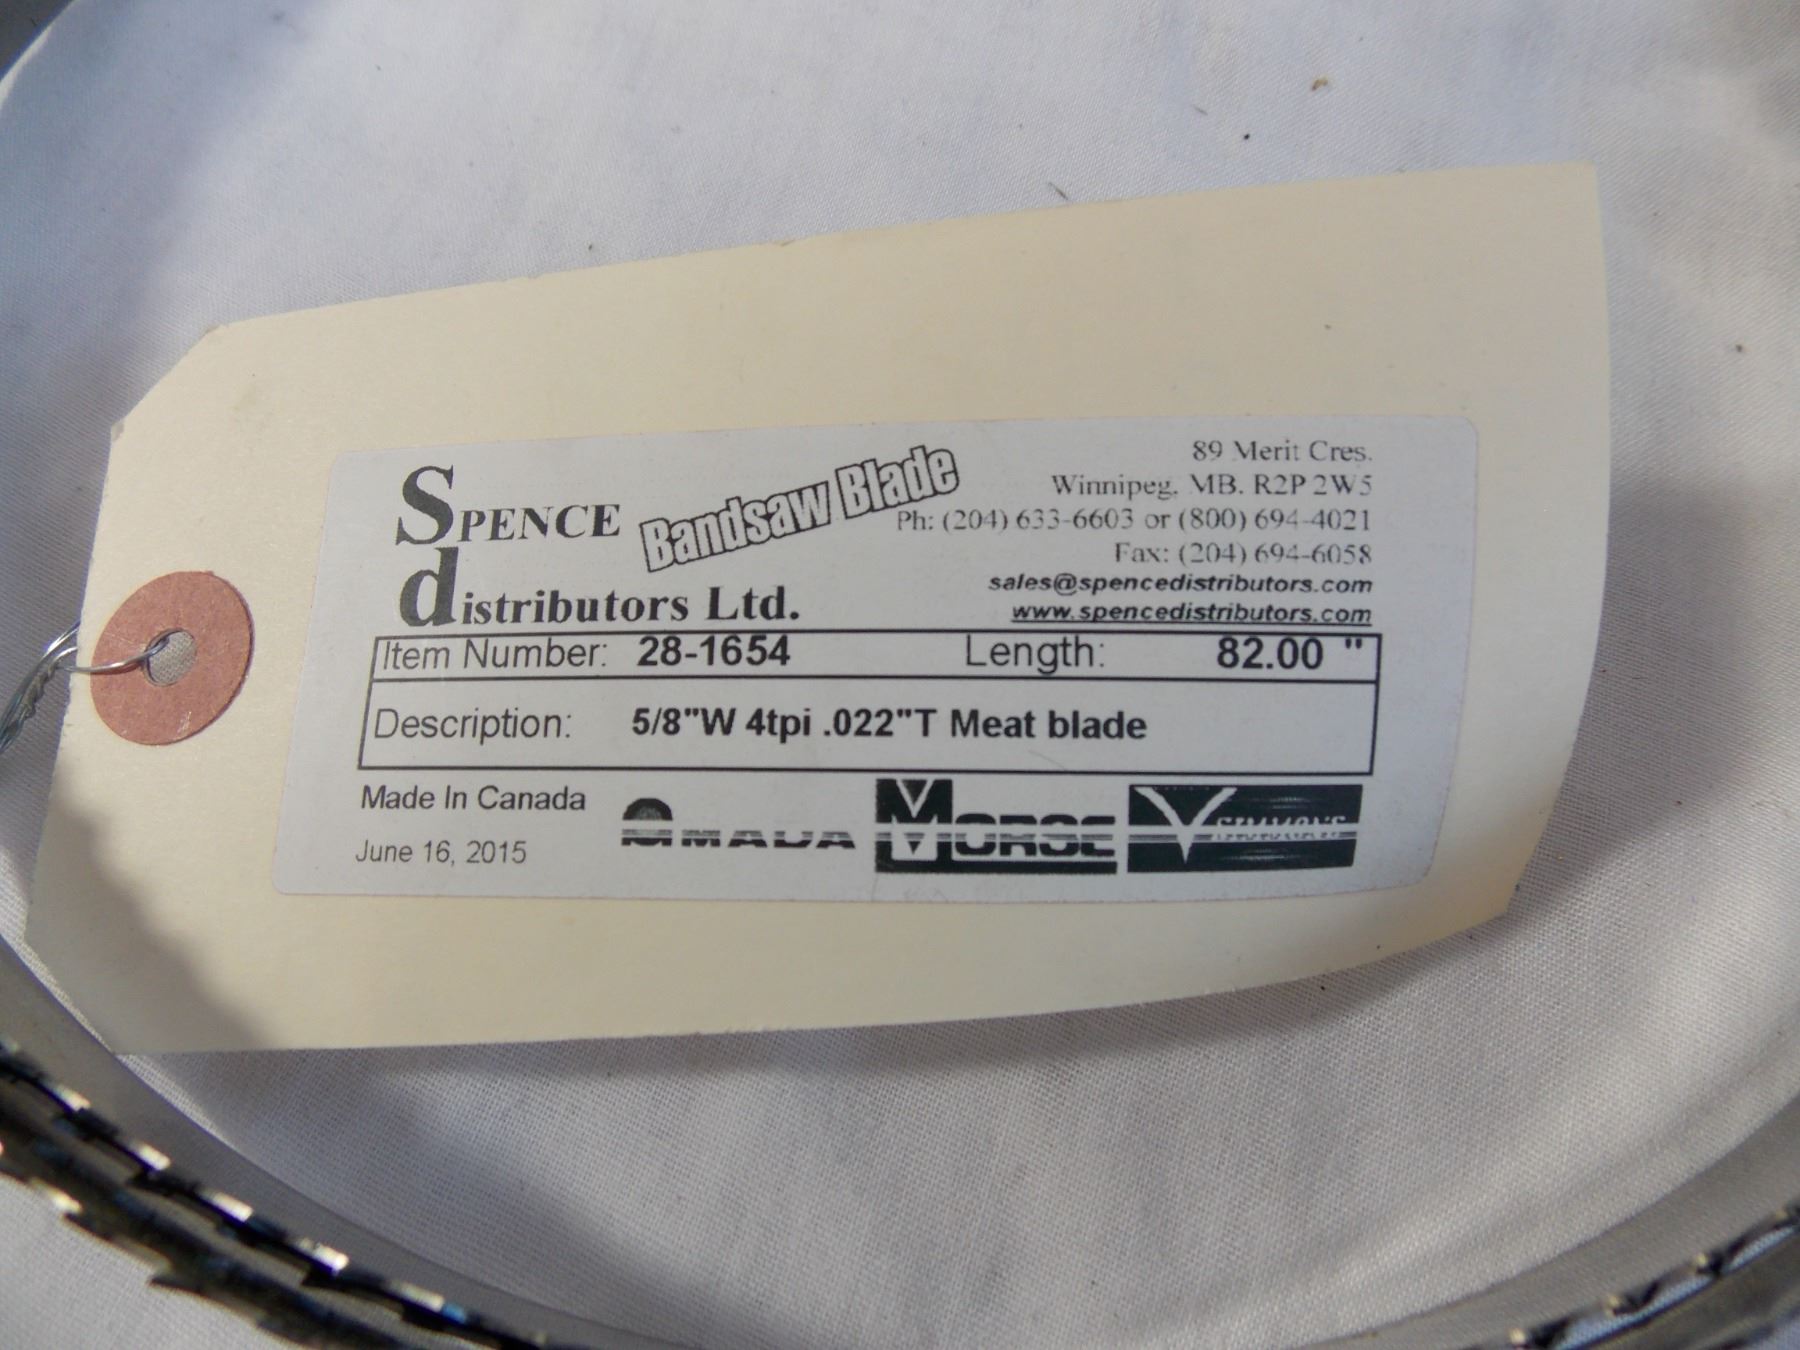 SPENCE
distributors Ltd.
Bandsaw Blade
89 Merit Cres.
Winnipeg, MB. R2P 2W5
Ph: (204) 633-6603 or (800) 694-4021
Fax: (204) 694-6058
sales@spencedistributors.com
www.spencedistributors.com
Item Number: 28-1654 Length: 82.00 "
Description: 5/8"W 4tpi .022"T Meat blade
Made In Canada
June 16, 2015
AMADA MORSE SIMMONS